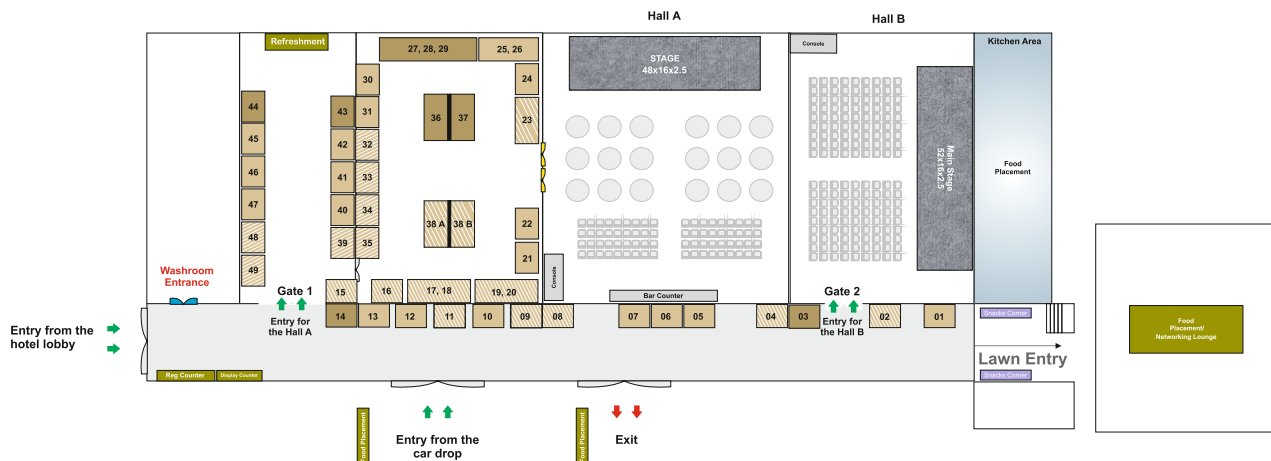 Hall A
Hall B
Refreshment
27, 28, 29
25, 26
STAGE
48x16x2.5
Console
Kitchen Area
30
24
44
43
31
36
37
23
45
42
32
46
41
33
Main Stage
52x16x2.5
Food
Placement
47
40
34
38 A
38 B
22
48
39
35
21
49
Washroom
Entrance
Console
Gate 1
15
16
17, 18
19, 20
Bar Counter
Gate 2
Entry for
the Hall A
14
13
12
11
10
09
08
07
06
05
04
03
Entry for
the Hall B
02
01
Snacks Corner
Food
Placement/
Networking Lounge
Entry from the
hotel lobby
Lawn Entry
Reg Counter
Display Counter
Snacks Corner
Food Placement
Entry from the
car drop
Food Placement
Exit